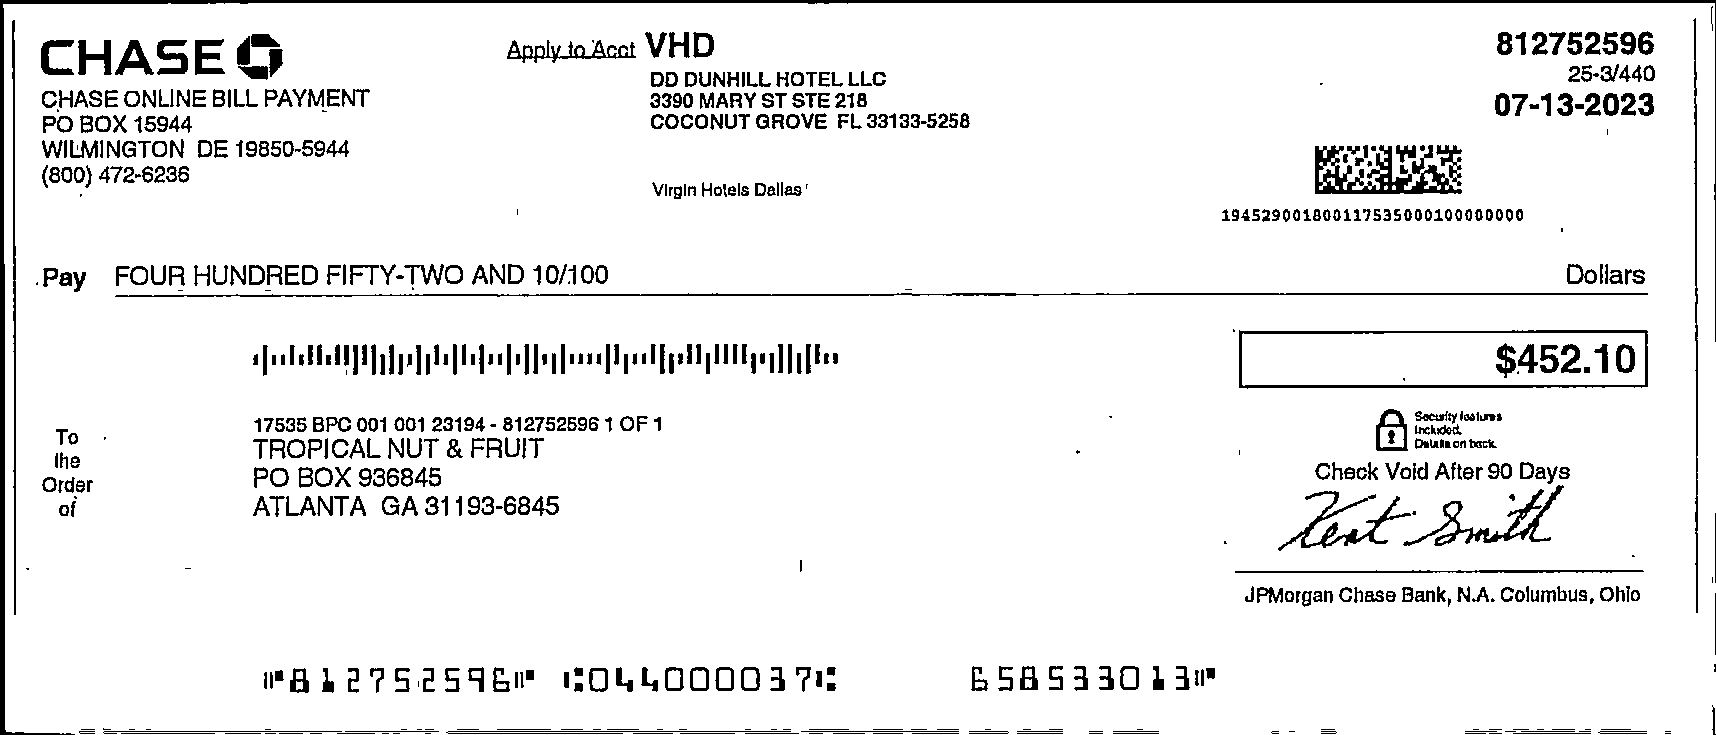 CHASE
CHASE ONLINE BILL PAYMENT
PO BOX 15944
WILMINGTON DE 19850-5944
(800) 472-6236
Apply to Acct VHD
DD DUNHILL HOTEL LLC
3390 MARY ST STE 218
COCONUT GROVE FL 33133-5258
Virgin Hotels Dallas
812752596
25-3/440
07-13-2023
194529001800117535000100000000
Pay FOUR HUNDRED FIFTY-TWO AND 10/100 Dollars
$452.10
To the Order of
17535 BPC 001 001 23194 - 812752596 1 OF 1
TROPICAL NUT & FRUIT
PO BOX 936845
ATLANTA GA 31193-6845
Security features
Included.
Details on back.
Check Void After 90 Days
Kent Smith
JPMorgan Chase Bank, N.A. Columbus, Ohio
⑈812752596⑈ ⑆044000037⑆ 658533013⑈